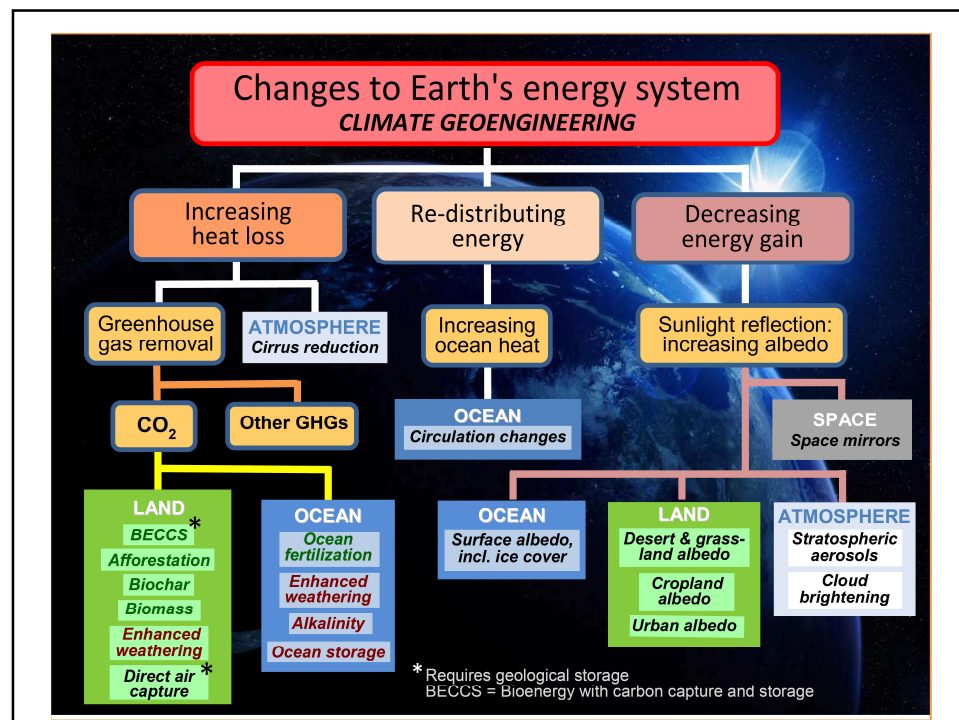 Changes to Earth's energy system
CLIMATE GEOENGINEERING
Increasing
heat loss
Re-distributing
energy
Decreasing
energy gain
Greenhouse
gas removal
ATMOSPHERE
Cirrus reduction
Increasing
ocean heat
Sunlight reflection:
increasing albedo
CO2
Other GHGs
OCEAN
Circulation changes
SPACE
Space mirrors
LAND
BECCS *
Afforestation
Biochar
Biomass
Enhanced
weathering
Direct air *
capture
OCEAN
Ocean
fertilization
Enhanced
weathering
Alkalinity
Ocean storage
OCEAN
Surface albedo,
incl. ice cover
LAND
Desert & grass-
land albedo
Cropland
albedo
Urban albedo
ATMOSPHERE
Stratospheric
aerosols
Cloud
brightening
* Requires geological storage
BECCS = Bioenergy with carbon capture and storage